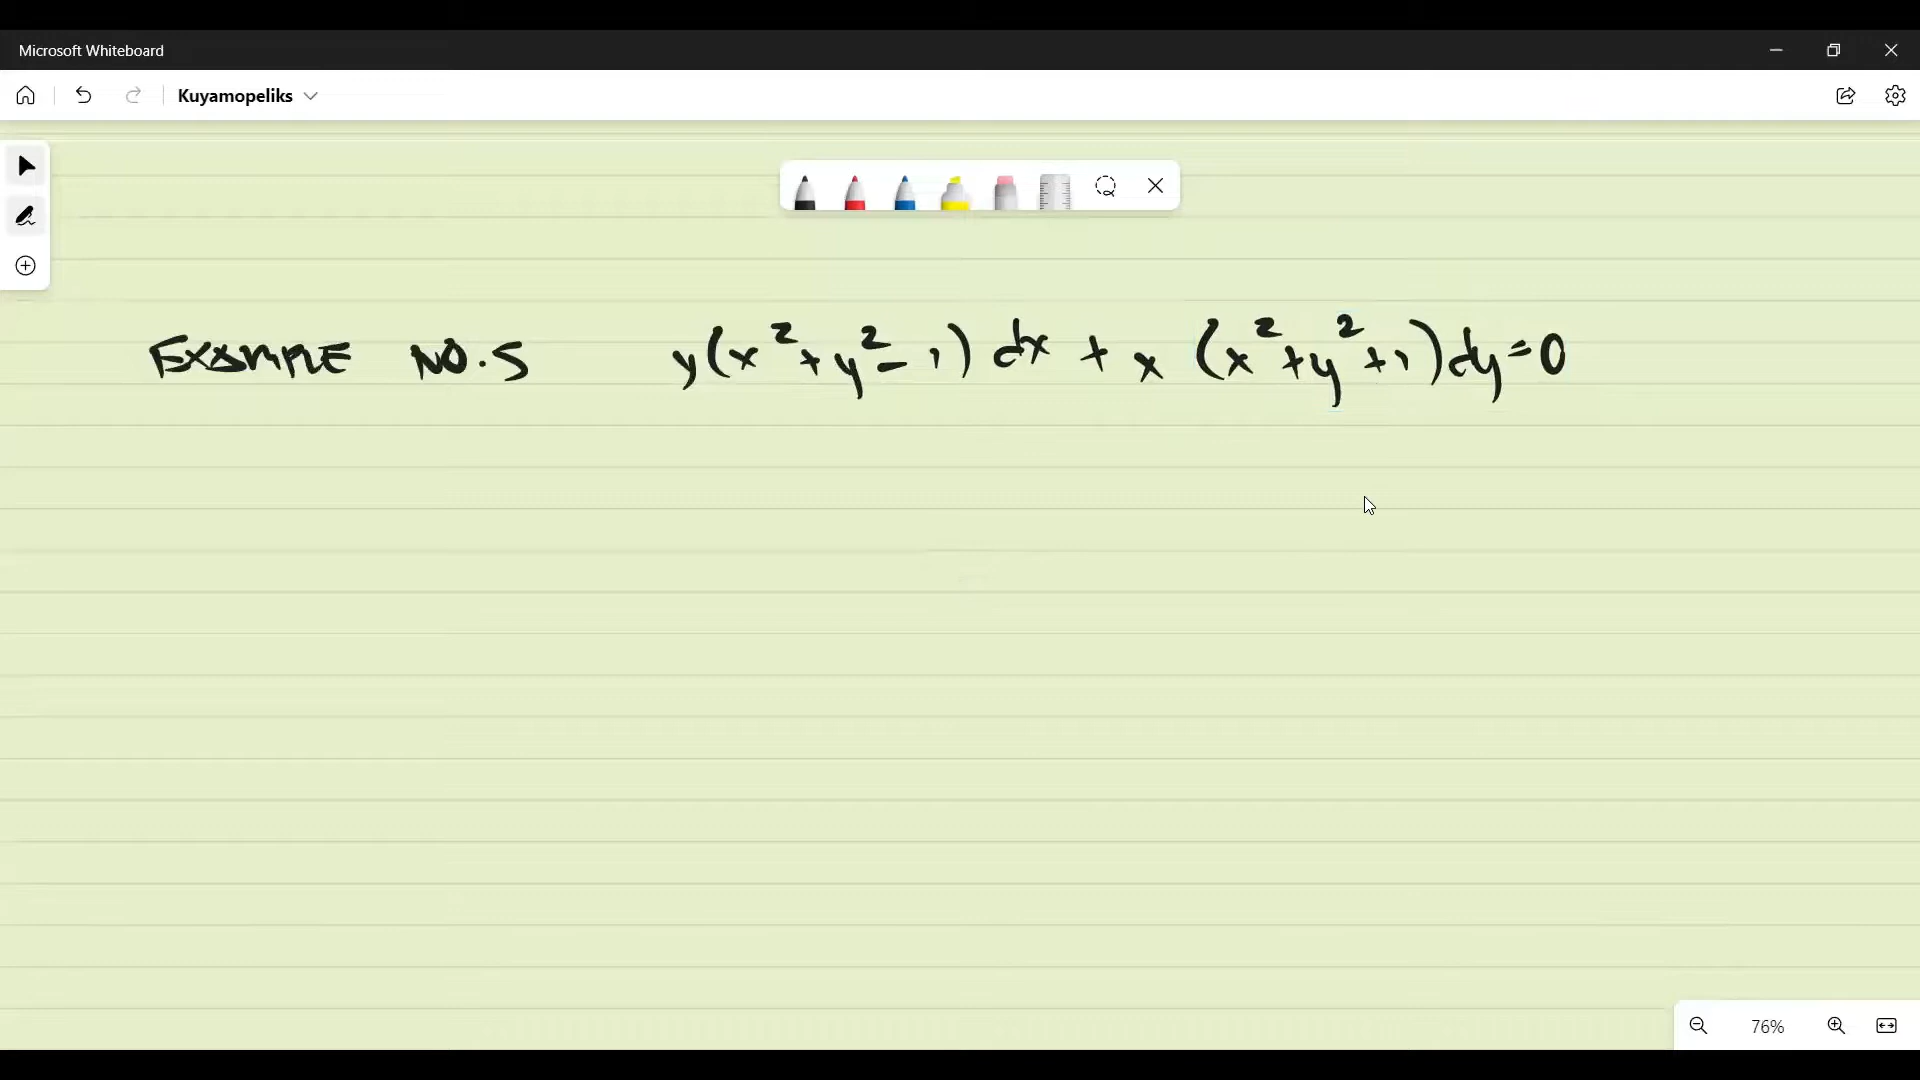 Microsoft Whiteboard
Kuyamopeliks
EXAMPLE NO.5 y(x²+y²-1)dx + x(x²+y²+1)dy=0
76%